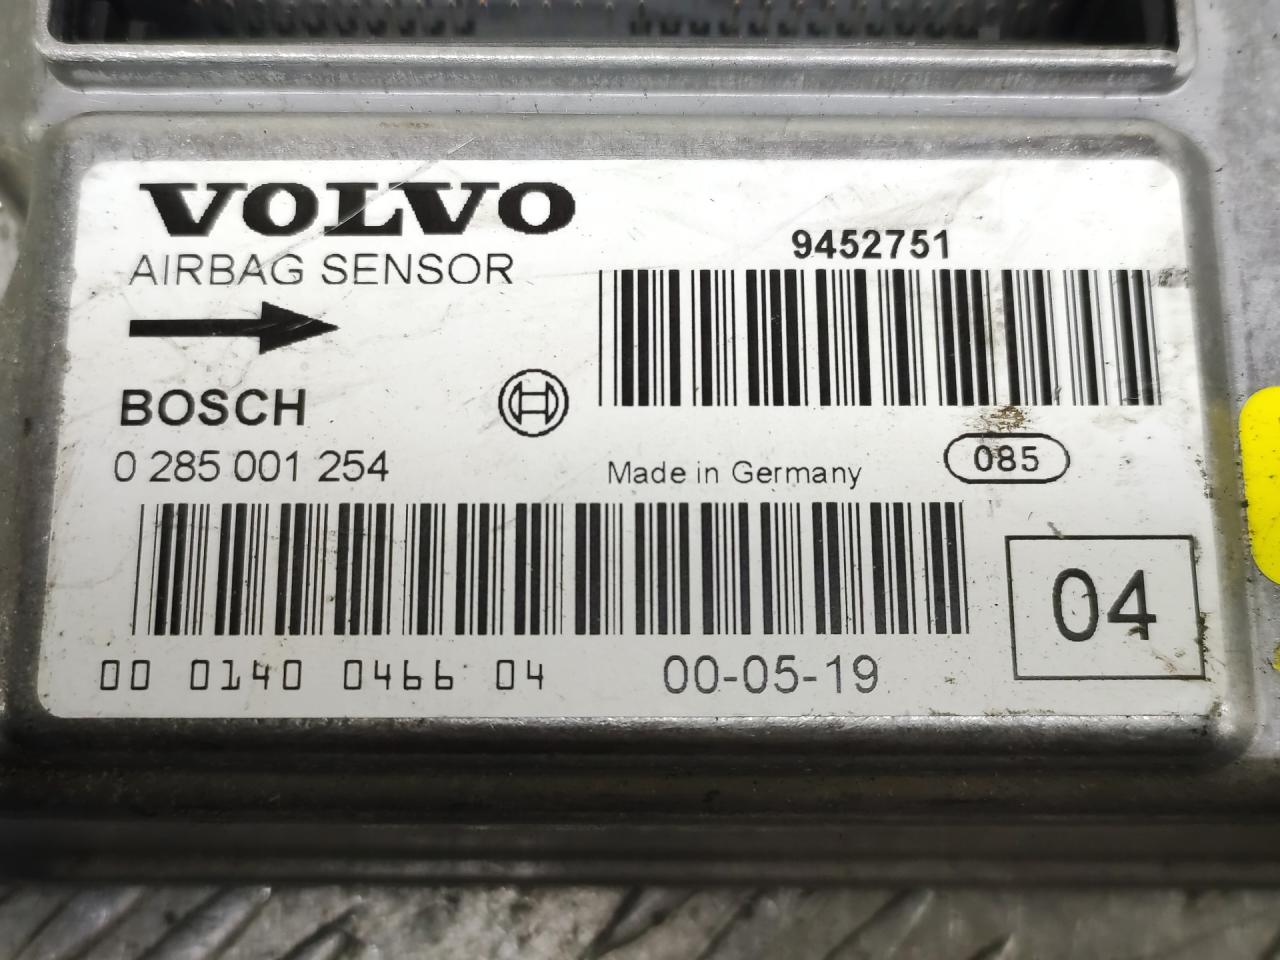 VOLVO
9452751
AIRBAG SENSOR
BOSCH
0 285 001 254
Made in Germany
085
04
00 0140 0466 04
00-05-19